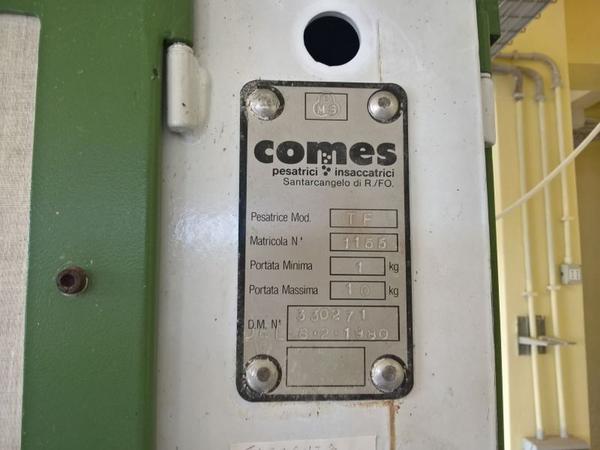 comes
pesatrici insaccatrici
Santarcangelo di R./FO.
Pesatrice Mod. TF
Matricola N° 1155
Portata Minima 1 kg
Portata Massima 10 kg
330271
D.M. N°
DEL 8·2·1980